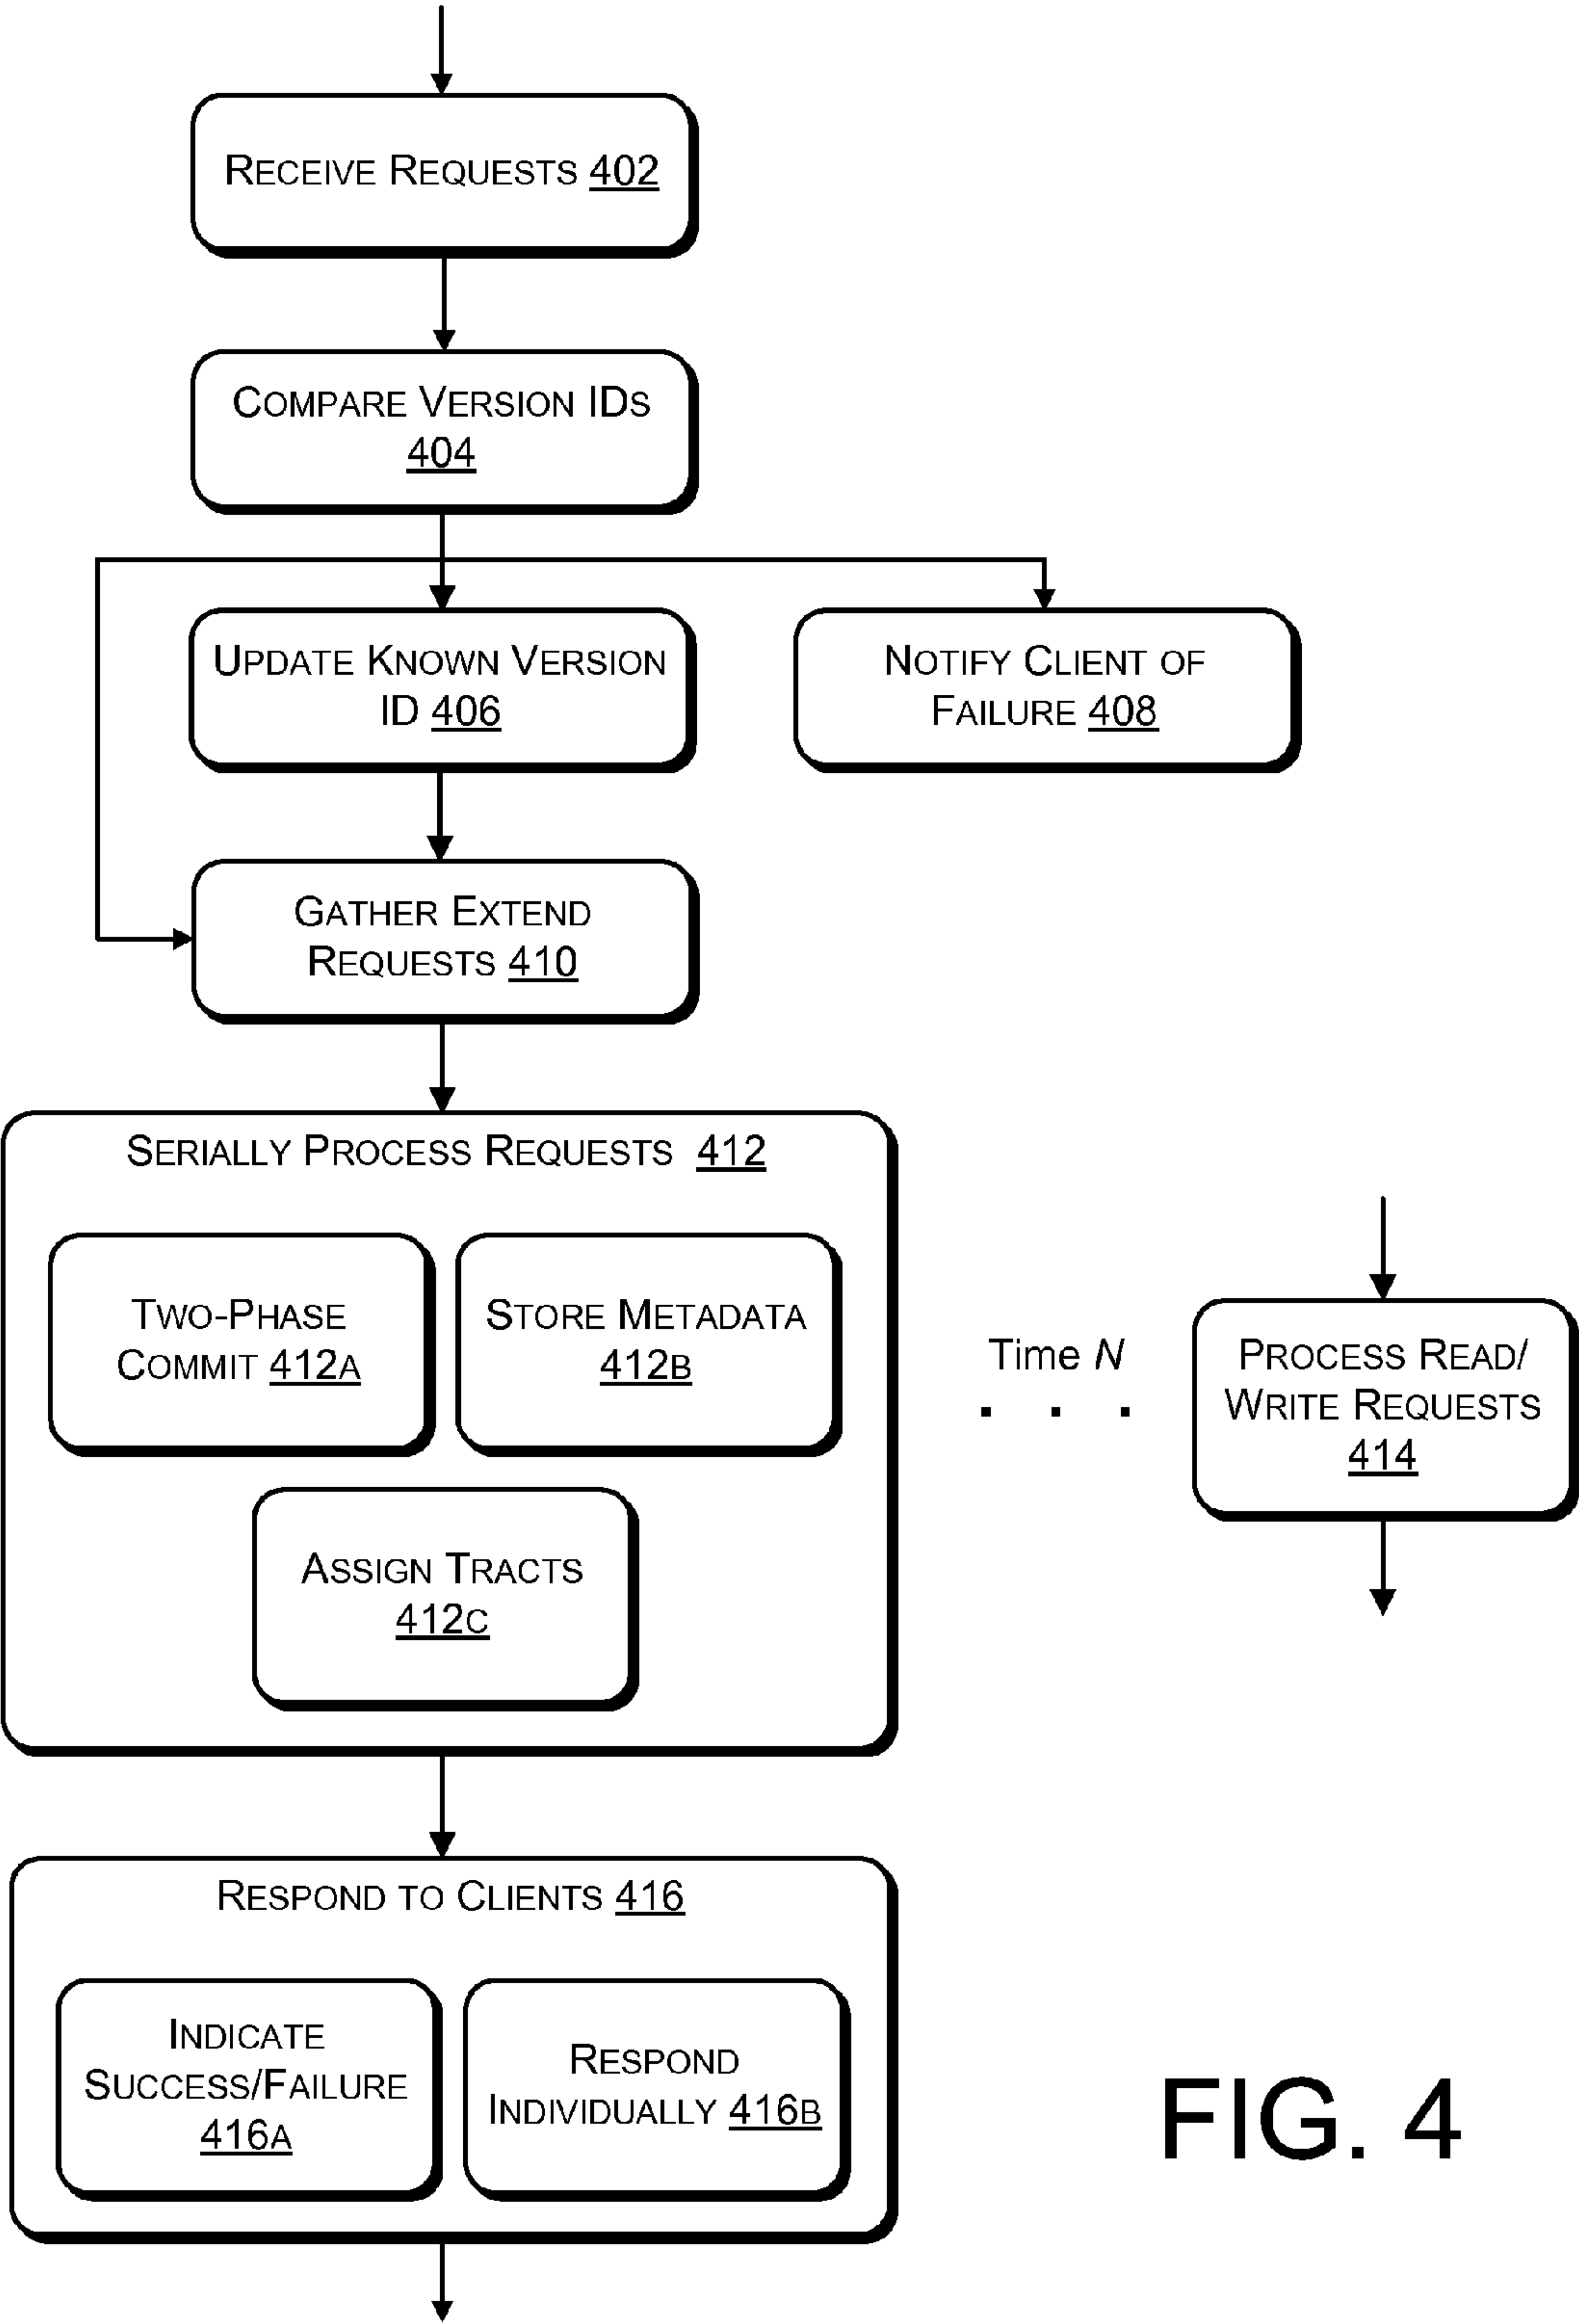 RECEIVE REQUESTS 402
COMPARE VERSION IDS
404
UPDATE KNOWN VERSION
ID 406
NOTIFY CLIENT OF
FAILURE 408
GATHER EXTEND
REQUESTS 410
SERIALLY PROCESS REQUESTS 412
TWO-PHASE
COMMIT 412A
STORE METADATA
412B
ASSIGN TRACTS
412C
Time N
. . .
PROCESS READ/
WRITE REQUESTS
414
RESPOND TO CLIENTS 416
INDICATE
SUCCESS/FAILURE
416A
RESPOND
INDIVIDUALLY 416B
FIG. 4